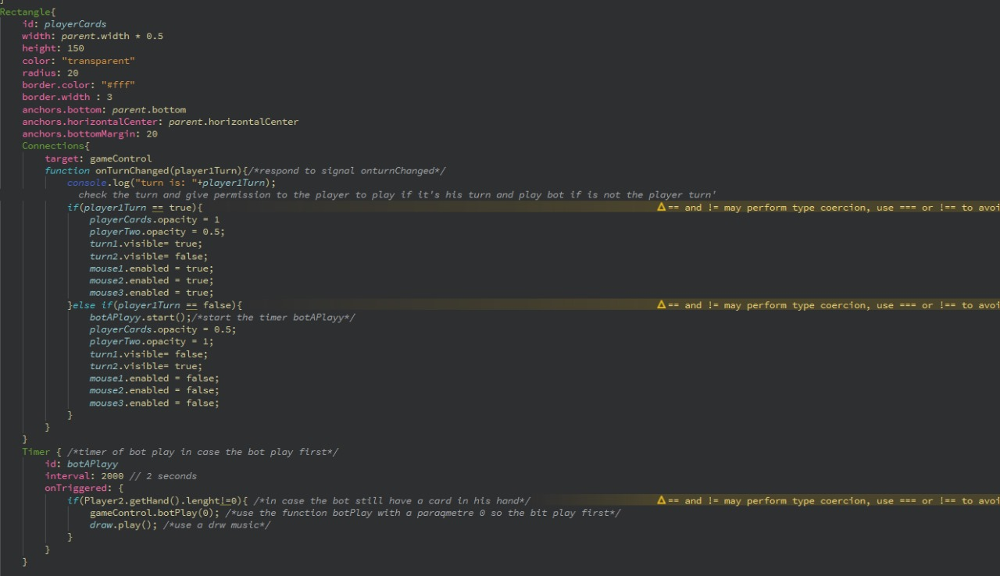 Rectangle{
id: playerCards
width: parent.width * 0.5
height: 150
color: "transparent"
radius: 20
border.color: "#fff"
border.width : 3
anchors.bottom: parent.bottom
anchors.horizontalCenter: parent.horizontalCenter
anchors.bottomMargin: 20
Connections{
target: gameControl
function onTurnChanged(player1Turn){/*respond to signal onturnChanged*/
console.log("turn is: "+player1Turn);
check the turn and give permission to the player to play if it's his turn and play bot if is not the player turn'
if(player1Turn == true){ ⚠== and != may perform type coercion, use === or !== to avoi
playerCards.opacity = 1
playerTwo.opacity = 0.5;
turn1.visible= true;
turn2.visible= false;
mouse1.enabled = true;
mouse2.enabled = true;
mouse3.enabled = true;
}else if(player1Turn == false){ ⚠== and != may perform type coercion, use === or !== to avoi
botAPlayy.start();/*start the timer botAPlayy*/
playerCards.opacity = 0.5;
playerTwo.opacity = 1;
turn1.visible= false;
turn2.visible= true;
mouse1.enabled = false;
mouse2.enabled = false;
mouse3.enabled = false;
}
}
}
Timer { /*timer of bot play in case the bot play first*/
id: botAPlayy
interval: 2000 // 2 seconds
onTriggered: {
if(Player2.getHand().lenght!=0){ /*in case the bot still have a card in his hand*/ ⚠== and != may perform type coercion, use === or !== to avoi
gameControl.botPlay(0); /*use the function botPlay with a paraqmetre 0 so the bit play first*/
draw.play(); /*use a drw music*/
}
}
}